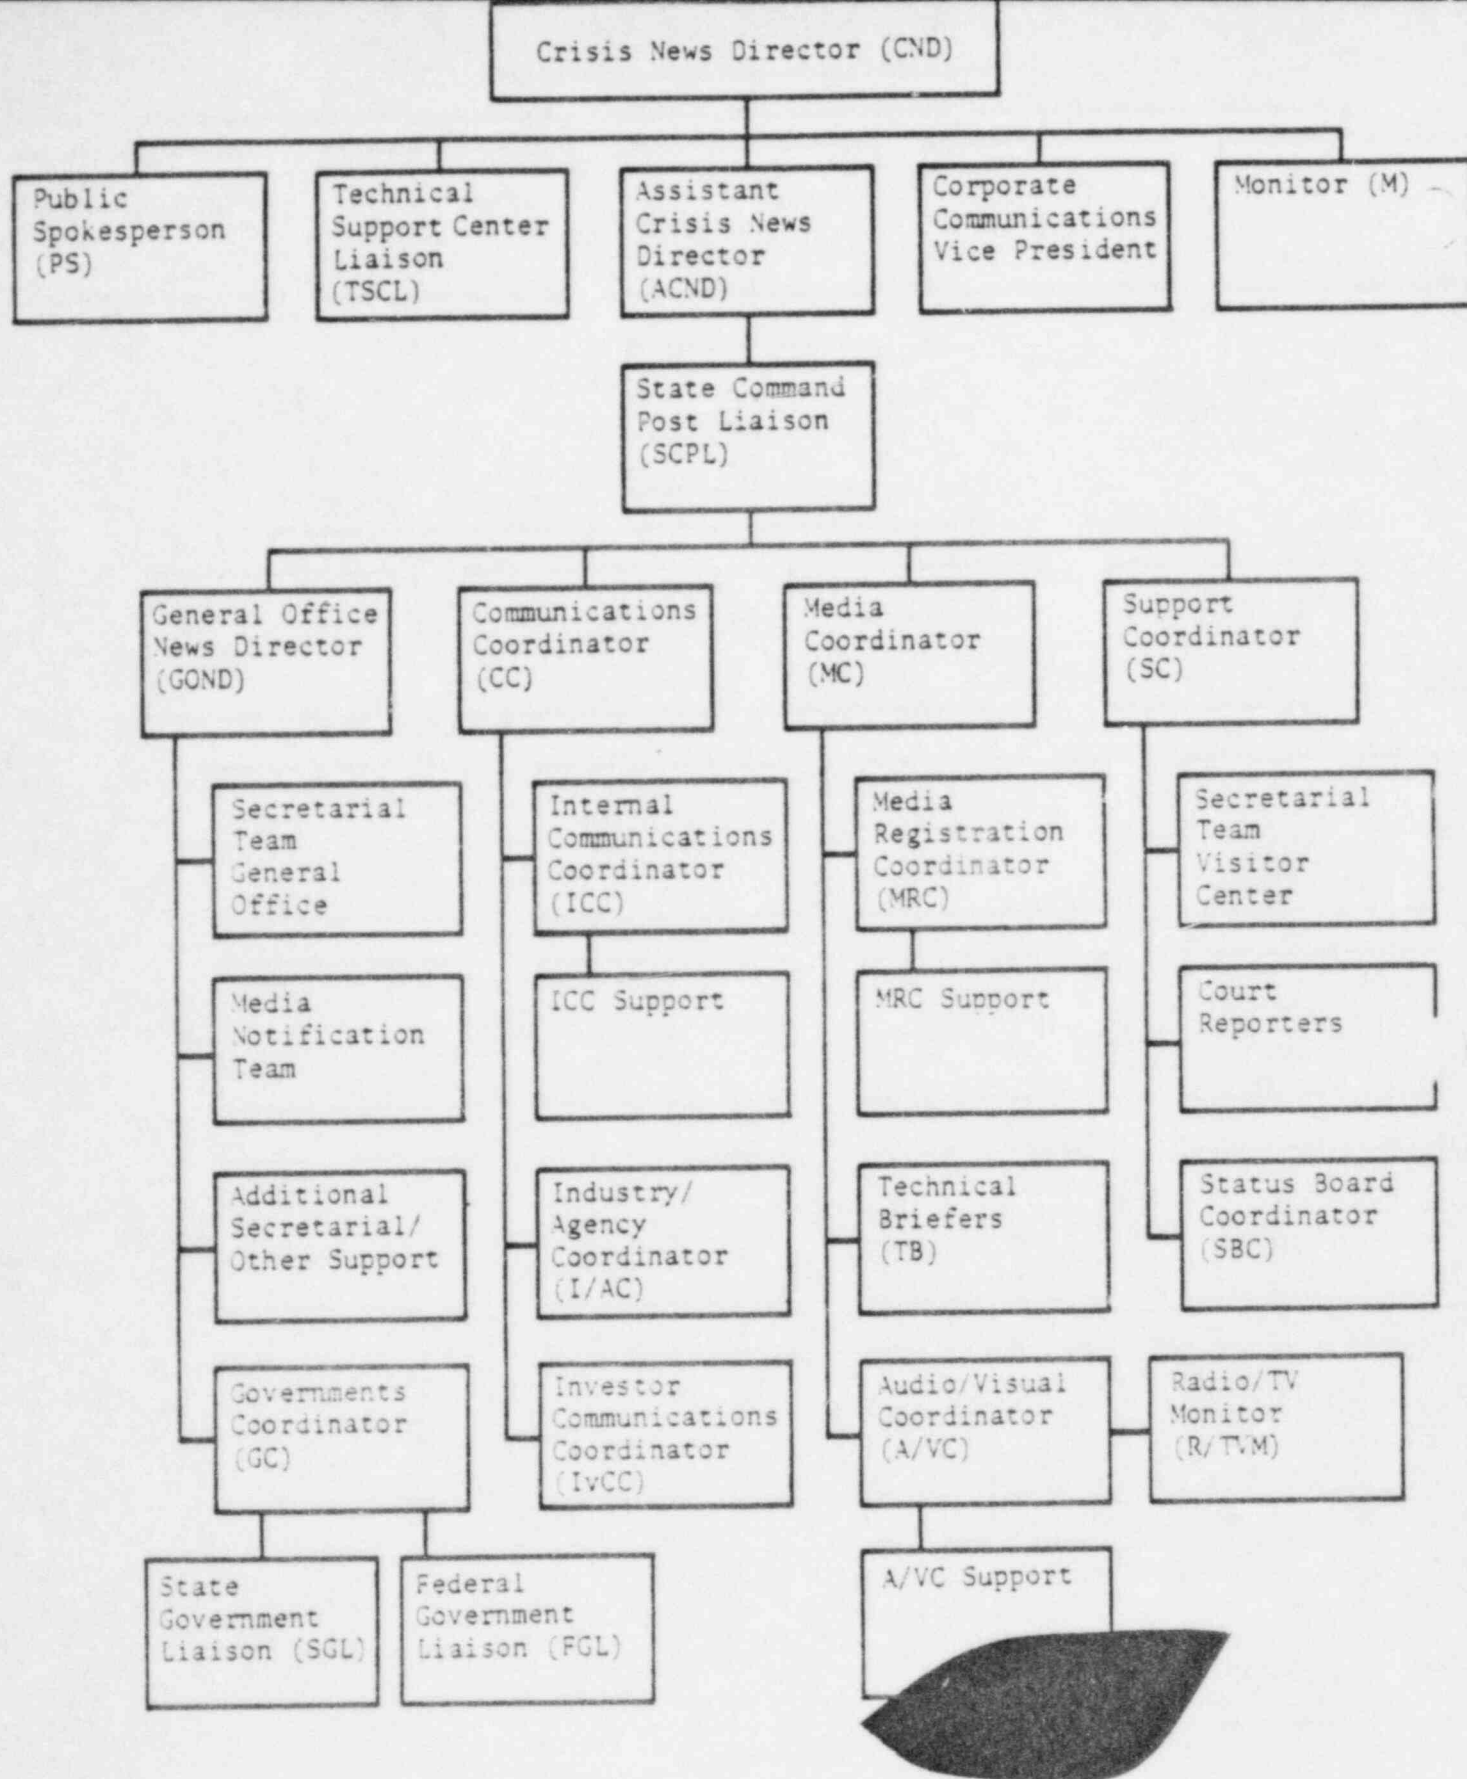 Crisis News Director (CND)
Public
Spokesperson
(PS)
Technical
Support Center
Liaison
(TSCL)
Assistant
Crisis News
Director
(ACND)
Corporate
Communications
Vice President
Monitor (M)
State Command
Post Liaison
(SCPL)
General Office
News Director
(GOND)
Communications
Coordinator
(CC)
Media
Coordinator
(MC)
Support
Coordinator
(SC)
Secretarial
Team
General
Office
Internal
Communications
Coordinator
(ICC)
Media
Registration
Coordinator
(MRC)
Secretarial
Team
Visitor
Center
Media
Notification
Team
ICC Support
MRC Support
Court
Reporters
Additional
Secretarial/
Other Support
Industry/
Agency
Coordinator
(I/AC)
Technical
Briefers
(TB)
Status Board
Coordinator
(SBC)
Governments
Coordinator
(GC)
Investor
Communications
Coordinator
(IvCC)
Audio/Visual
Coordinator
(A/VC)
Radio/TV
Monitor
(R/TVM)
State
Government
Liaison (SGL)
Federal
Government
Liaison (FGL)
A/VC Support